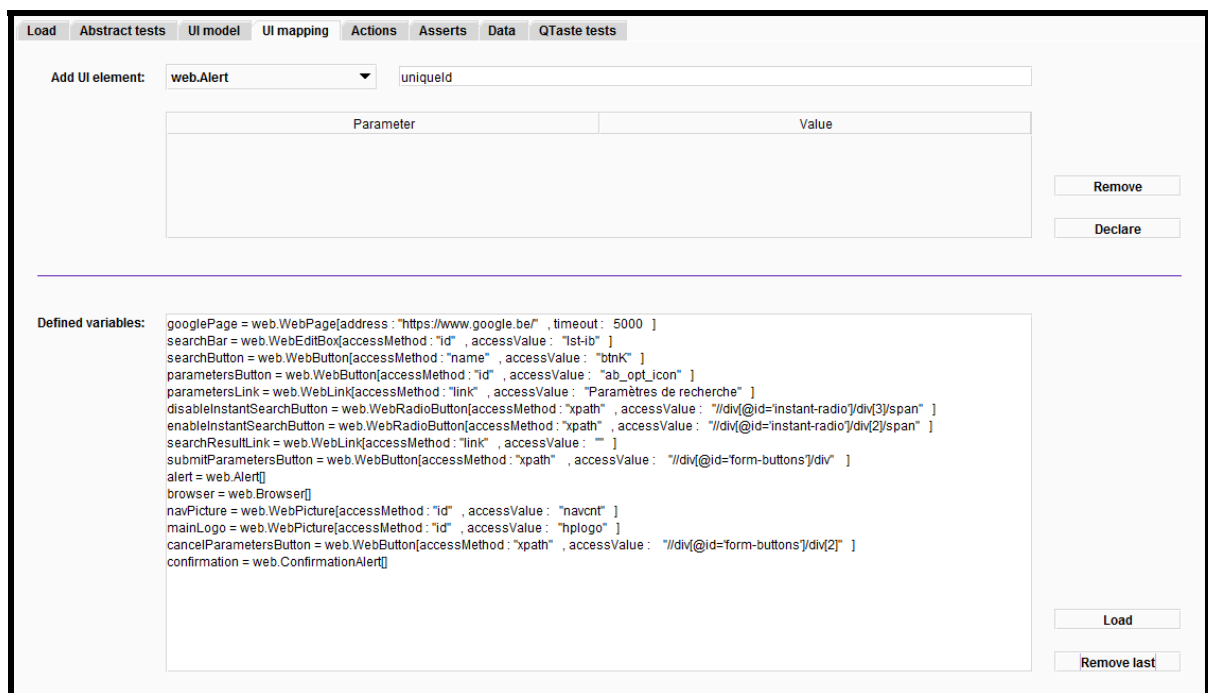 Load Abstract tests UI model UI mapping Actions Asserts Data QTaste tests
Add UI element: web.Alert uniqueId
Parameter Value
Remove
Declare
Defined variables:
googlePage = web.WebPage[address : "https://www.google.be/" , timeout : 5000 ]
searchBar = web.WebEditBox[accessMethod : "id" , accessValue : "lst-ib" ]
searchButton = web.WebButton[accessMethod : "name" , accessValue : "btnK" ]
parametersButton = web.WebButton[accessMethod : "id" , accessValue : "ab_opt_icon" ]
parametersLink = web.WebLink[accessMethod : "link" , accessValue : "Paramètres de recherche" ]
disableInstantSearchButton = web.WebRadioButton[accessMethod : "xpath" , accessValue : "//div[@id='instant-radio']/div[3]/span" ]
enableInstantSearchButton = web.WebRadioButton[accessMethod : "xpath" , accessValue : "//div[@id='instant-radio']/div[2]/span" ]
searchResultLink = web.WebLink[accessMethod : "link" , accessValue : "" ]
submitParametersButton = web.WebButton[accessMethod : "xpath" , accessValue : "//div[@id='form-buttons']/div" ]
alert = web.Alert[]
browser = web.Browser[]
navPicture = web.WebPicture[accessMethod : "id" , accessValue : "navcnt" ]
mainLogo = web.WebPicture[accessMethod : "id" , accessValue : "hplogo" ]
cancelParametersButton = web.WebButton[accessMethod : "xpath" , accessValue : "//div[@id='form-buttons']/div[2]" ]
confirmation = web.ConfirmationAlert[]
Load
Remove last